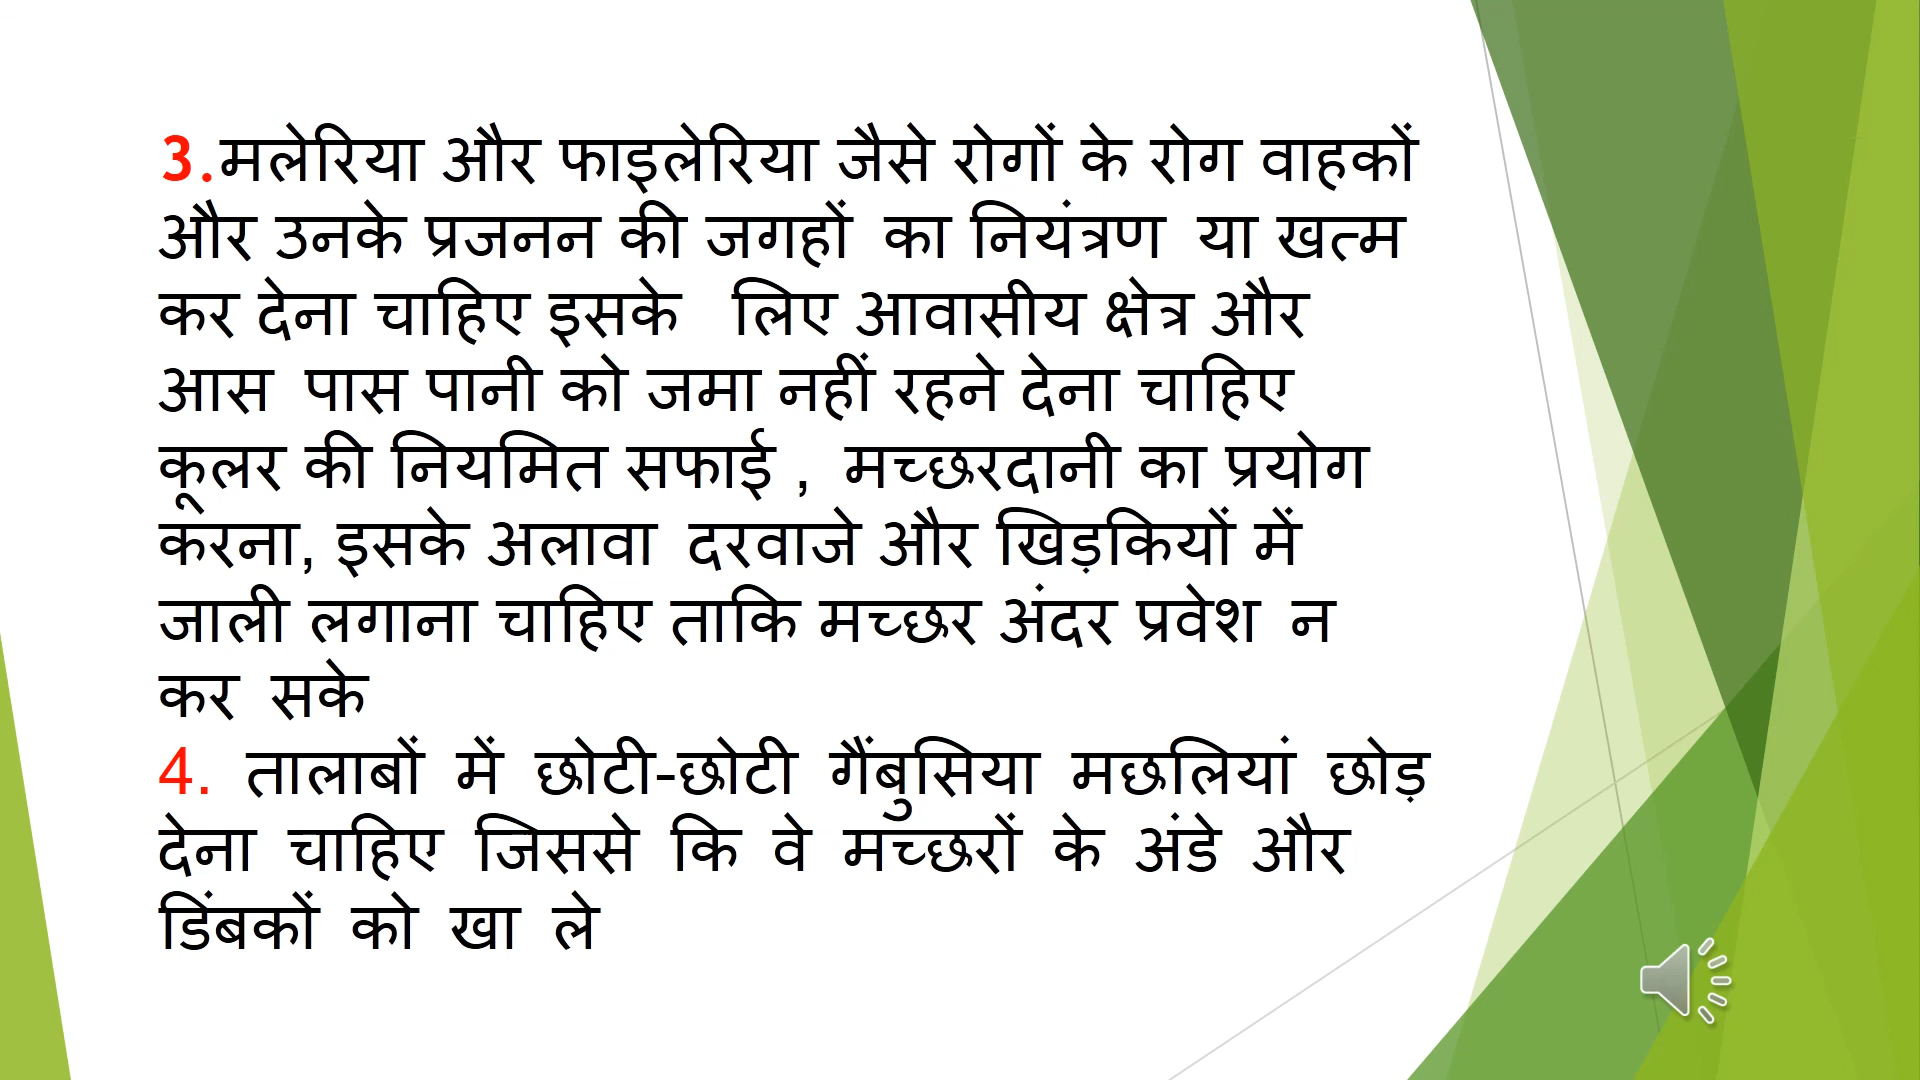 3.मलेरिया और फाइलेरिया जैसे रोगों के रोग वाहकों
और उनके प्रजनन की जगहों का नियंत्रण या खत्म
कर देना चाहिए इसके लिए आवासीय क्षेत्र और
आस पास पानी को जमा नहीं रहने देना चाहिए
कूलर की नियमित सफाई , मच्छरदानी का प्रयोग
करना, इसके अलावा दरवाजे और खिड़कियों में
जाली लगाना चाहिए ताकि मच्छर अंदर प्रवेश न
कर सके
4. तालाबों में छोटी-छोटी गैंबुसिया मछलियां छोड़
देना चाहिए जिससे कि वे मच्छरों के अंडे और
डिंबकों को खा ले